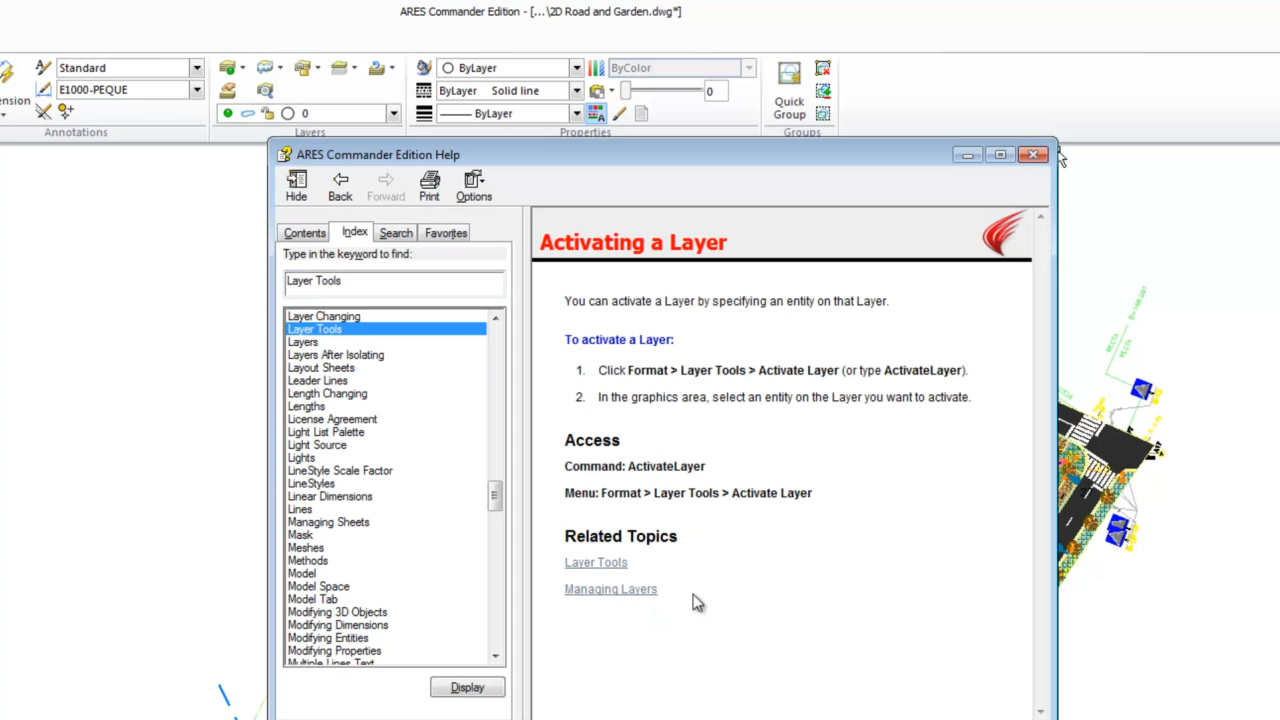 ARES Commander Edition - [...\2D Road and Garden.dwg*]
Standard
ByLayer
ByColor
ension
E1000-PEQUE
ByLayer Solid line
0
Quick
Group
0
ByLayer
Annotations
Layers
Properties
Groups
ARES Commander Edition Help
Hide
Back
Forward
Print
Options
Contents
Index
Search
Favorites
Type in the keyword to find:
Layer Tools
Layer Changing
Layer Tools
Layers
Layers After Isolating
Layout Sheets
Leader Lines
Length Changing
Lengths
License Agreement
Light List Palette
Light Source
Lights
LineStyle Scale Factor
LineStyles
Linear Dimensions
Lines
Managing Sheets
Mask
Meshes
Methods
Model
Model Space
Model Tab
Modifying 3D Objects
Modifying Dimensions
Modifying Entities
Modifying Properties
Multiple Lines Text
Display
Activating a Layer
You can activate a Layer by specifying an entity on that Layer.
To activate a Layer:
1. Click Format > Layer Tools > Activate Layer (or type ActivateLayer).
2. In the graphics area, select an entity on the Layer you want to activate.
Access
Command: ActivateLayer
Menu: Format > Layer Tools > Activate Layer
Related Topics
Layer Tools
Managing Layers
RECTA
RECTA